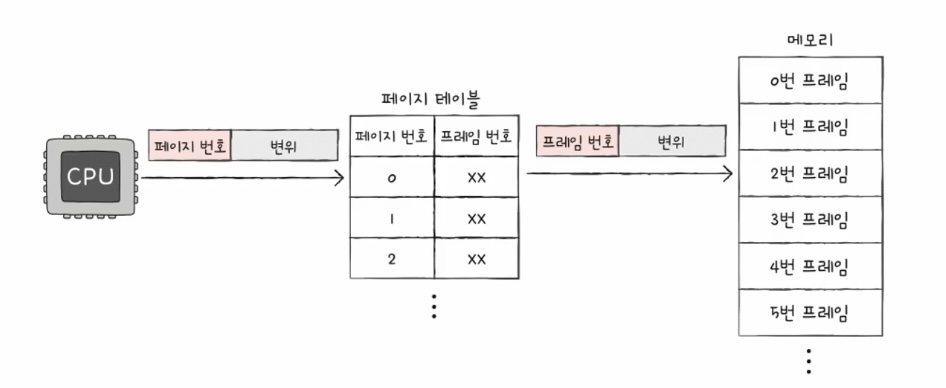 메모리
0번 프레임
페이지 테이블
1번 프레임
페이지 번호 변위
페이지 번호 프레임 번호
프레임 번호 변위
CPU
0 XX
2번 프레임
1 XX
3번 프레임
2 XX
4번 프레임
5번 프레임